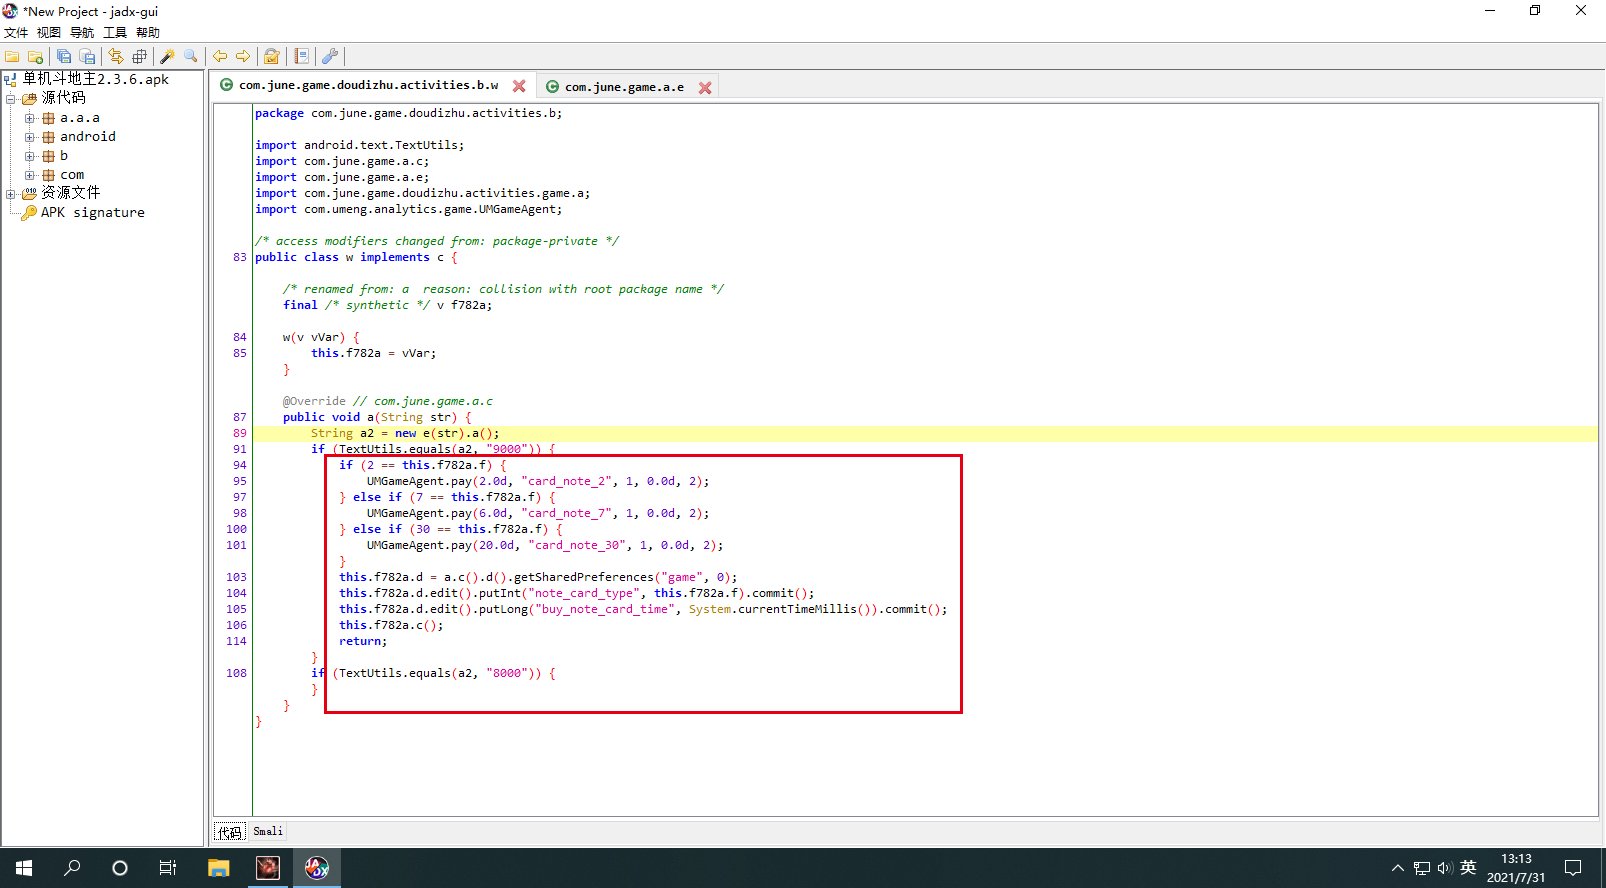 *New Project - jadx-gui
文件 视图 导航 工具 帮助
单机斗地主2.3.6.apk
源代码
a.a.a
android
b
com
资源文件
APK signature
com.june.game.doudizhu.activities.b.w
com.june.game.a.e
package com.june.game.doudizhu.activities.b;
import android.text.TextUtils;
import com.june.game.a.c;
import com.june.game.a.e;
import com.june.game.doudizhu.activities.game.a;
import com.umeng.analytics.game.UMGameAgent;
/* access modifiers changed from: package-private */
83 public class w implements c {
/* renamed from: a  reason: collision with root package name */
final /* synthetic */ v f782a;
84 w(v vVar) {
85 this.f782a = vVar;
}
@Override // com.june.game.a.c
87 public void a(String str) {
89 String a2 = new e(str).a();
91 if (TextUtils.equals(a2, "9000")) {
94 if (2 == this.f782a.f) {
95 UMGameAgent.pay(2.0d, "card_note_2", 1, 0.0d, 2);
97 } else if (7 == this.f782a.f) {
98 UMGameAgent.pay(6.0d, "card_note_7", 1, 0.0d, 2);
100 } else if (30 == this.f782a.f) {
101 UMGameAgent.pay(20.0d, "card_note_30", 1, 0.0d, 2);
}
103 this.f782a.d = a.c().d().getSharedPreferences("game", 0);
104 this.f782a.d.edit().putInt("note_card_type", this.f782a.f).commit();
105 this.f782a.d.edit().putLong("buy_note_card_time", System.currentTimeMillis()).commit();
106 this.f782a.c();
114 return;
}
108 if (TextUtils.equals(a2, "8000")) {
}
}
}
代码 Smali
英
13:13
2021/7/31